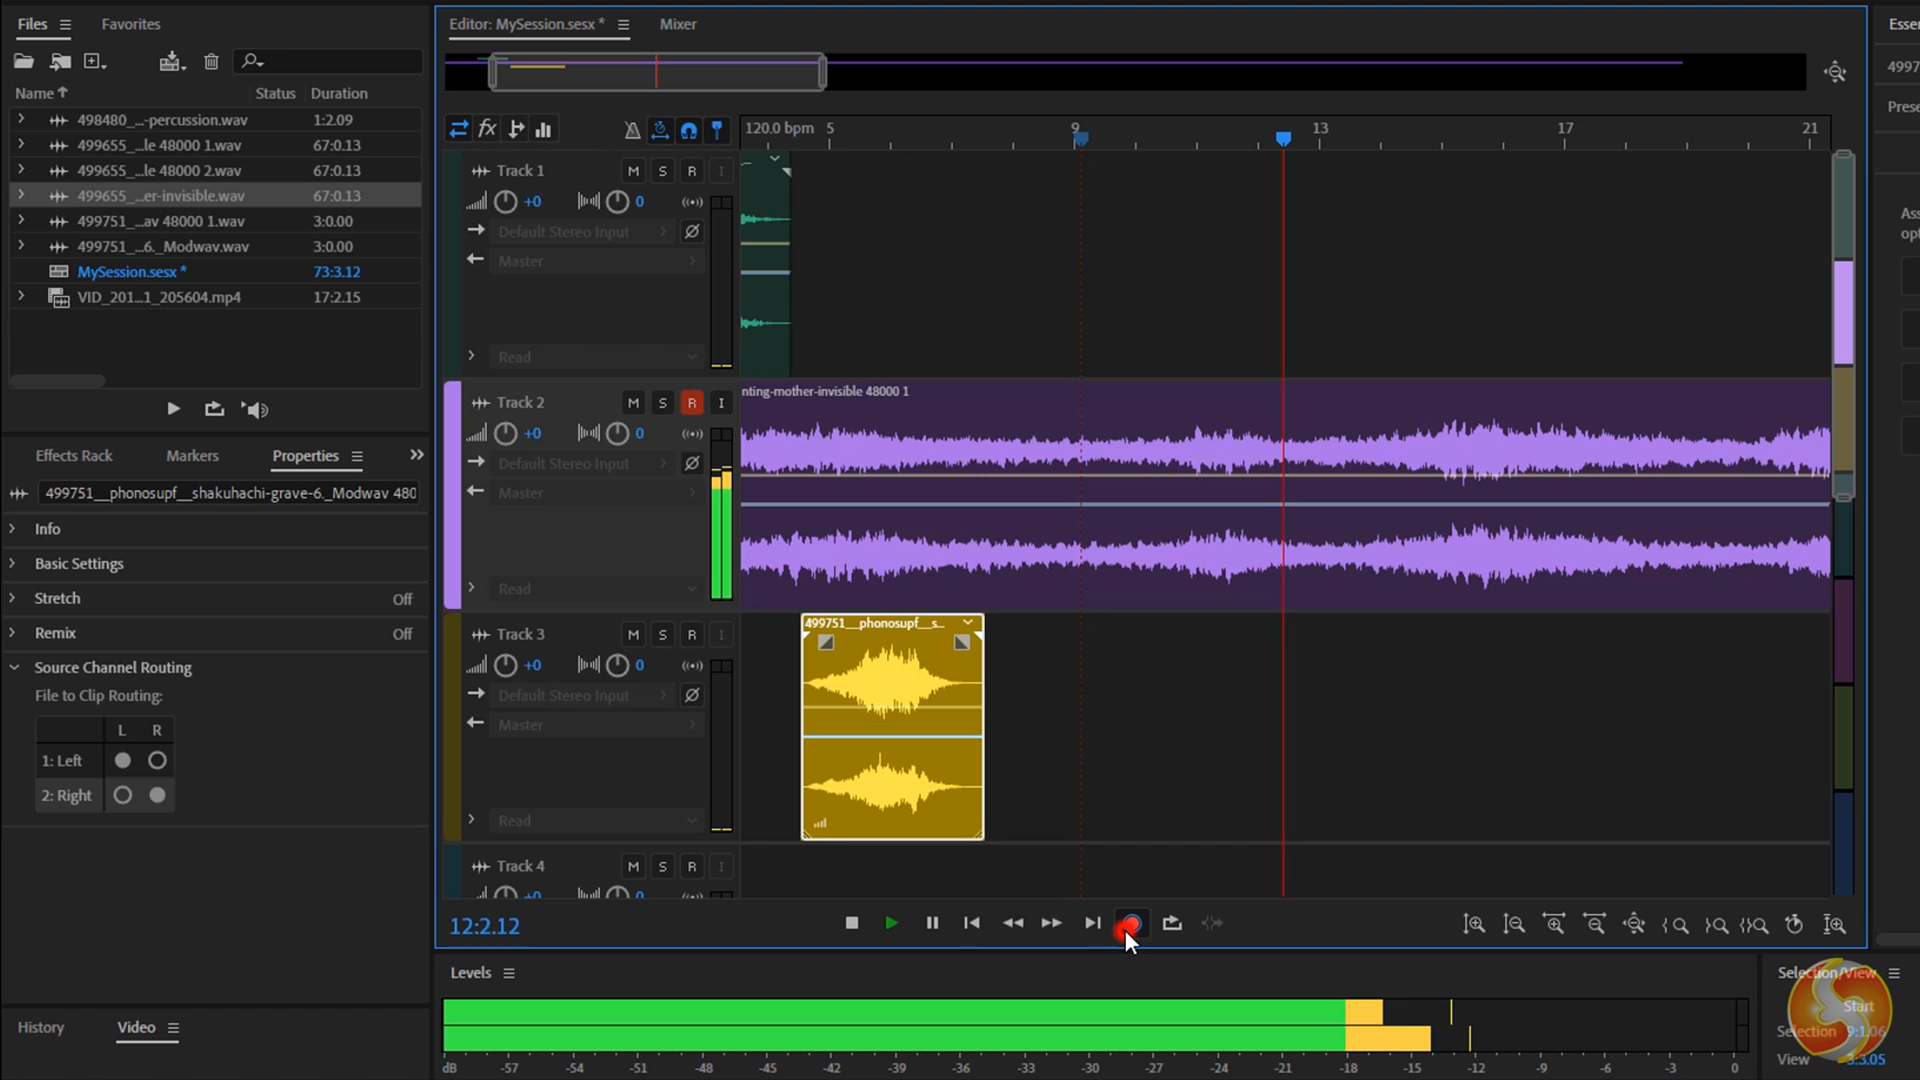 Files
Favorites
Editor: MySession.sesx *
Mixer
Essen
4997
Prese
Name
Status
Duration
498480_...-percussion.wav 1:2.09
499655_...le 48000 1.wav 67:0.13
499655_...le 48000 2.wav 67:0.13
499655_...er-invisible.wav 67:0.13
499751_...av 48000 1.wav 3:0.00
499751_...6._Modwav.wav 3:0.00
MySession.sesx * 73:3.12
VID_201...1_205604.mp4 17:2.15
fx
120.0 bpm 5 9 13 17 21
Track 1 M S R I
+0 0
Default Stereo Input
Master
Read
Ass
opt
Track 2 M S R I
+0 0
Default Stereo Input
Master
Read
nting-mother-invisible 48000 1
Track 3 M S R I
+0 0
Default Stereo Input
Master
Read
499751__phonosupf__s...
Track 4 M S R I
+0 0
Effects Rack
Markers
Properties
499751__phonosupf__shakuhachi-grave-6._Modwav 480
Info
Basic Settings
Stretch Off
Remix Off
Source Channel Routing
File to Clip Routing:
L R
1: Left
2: Right
12:2.12
History
Video
Levels
dB -57 -54 -51 -48 -45 -42 -39 -36 -33 -30 -27 -24 -21 -18 -15 -12 -9 -6 -3 0
Selection/View
Start
Selection 9:1.06
View 3:3.05